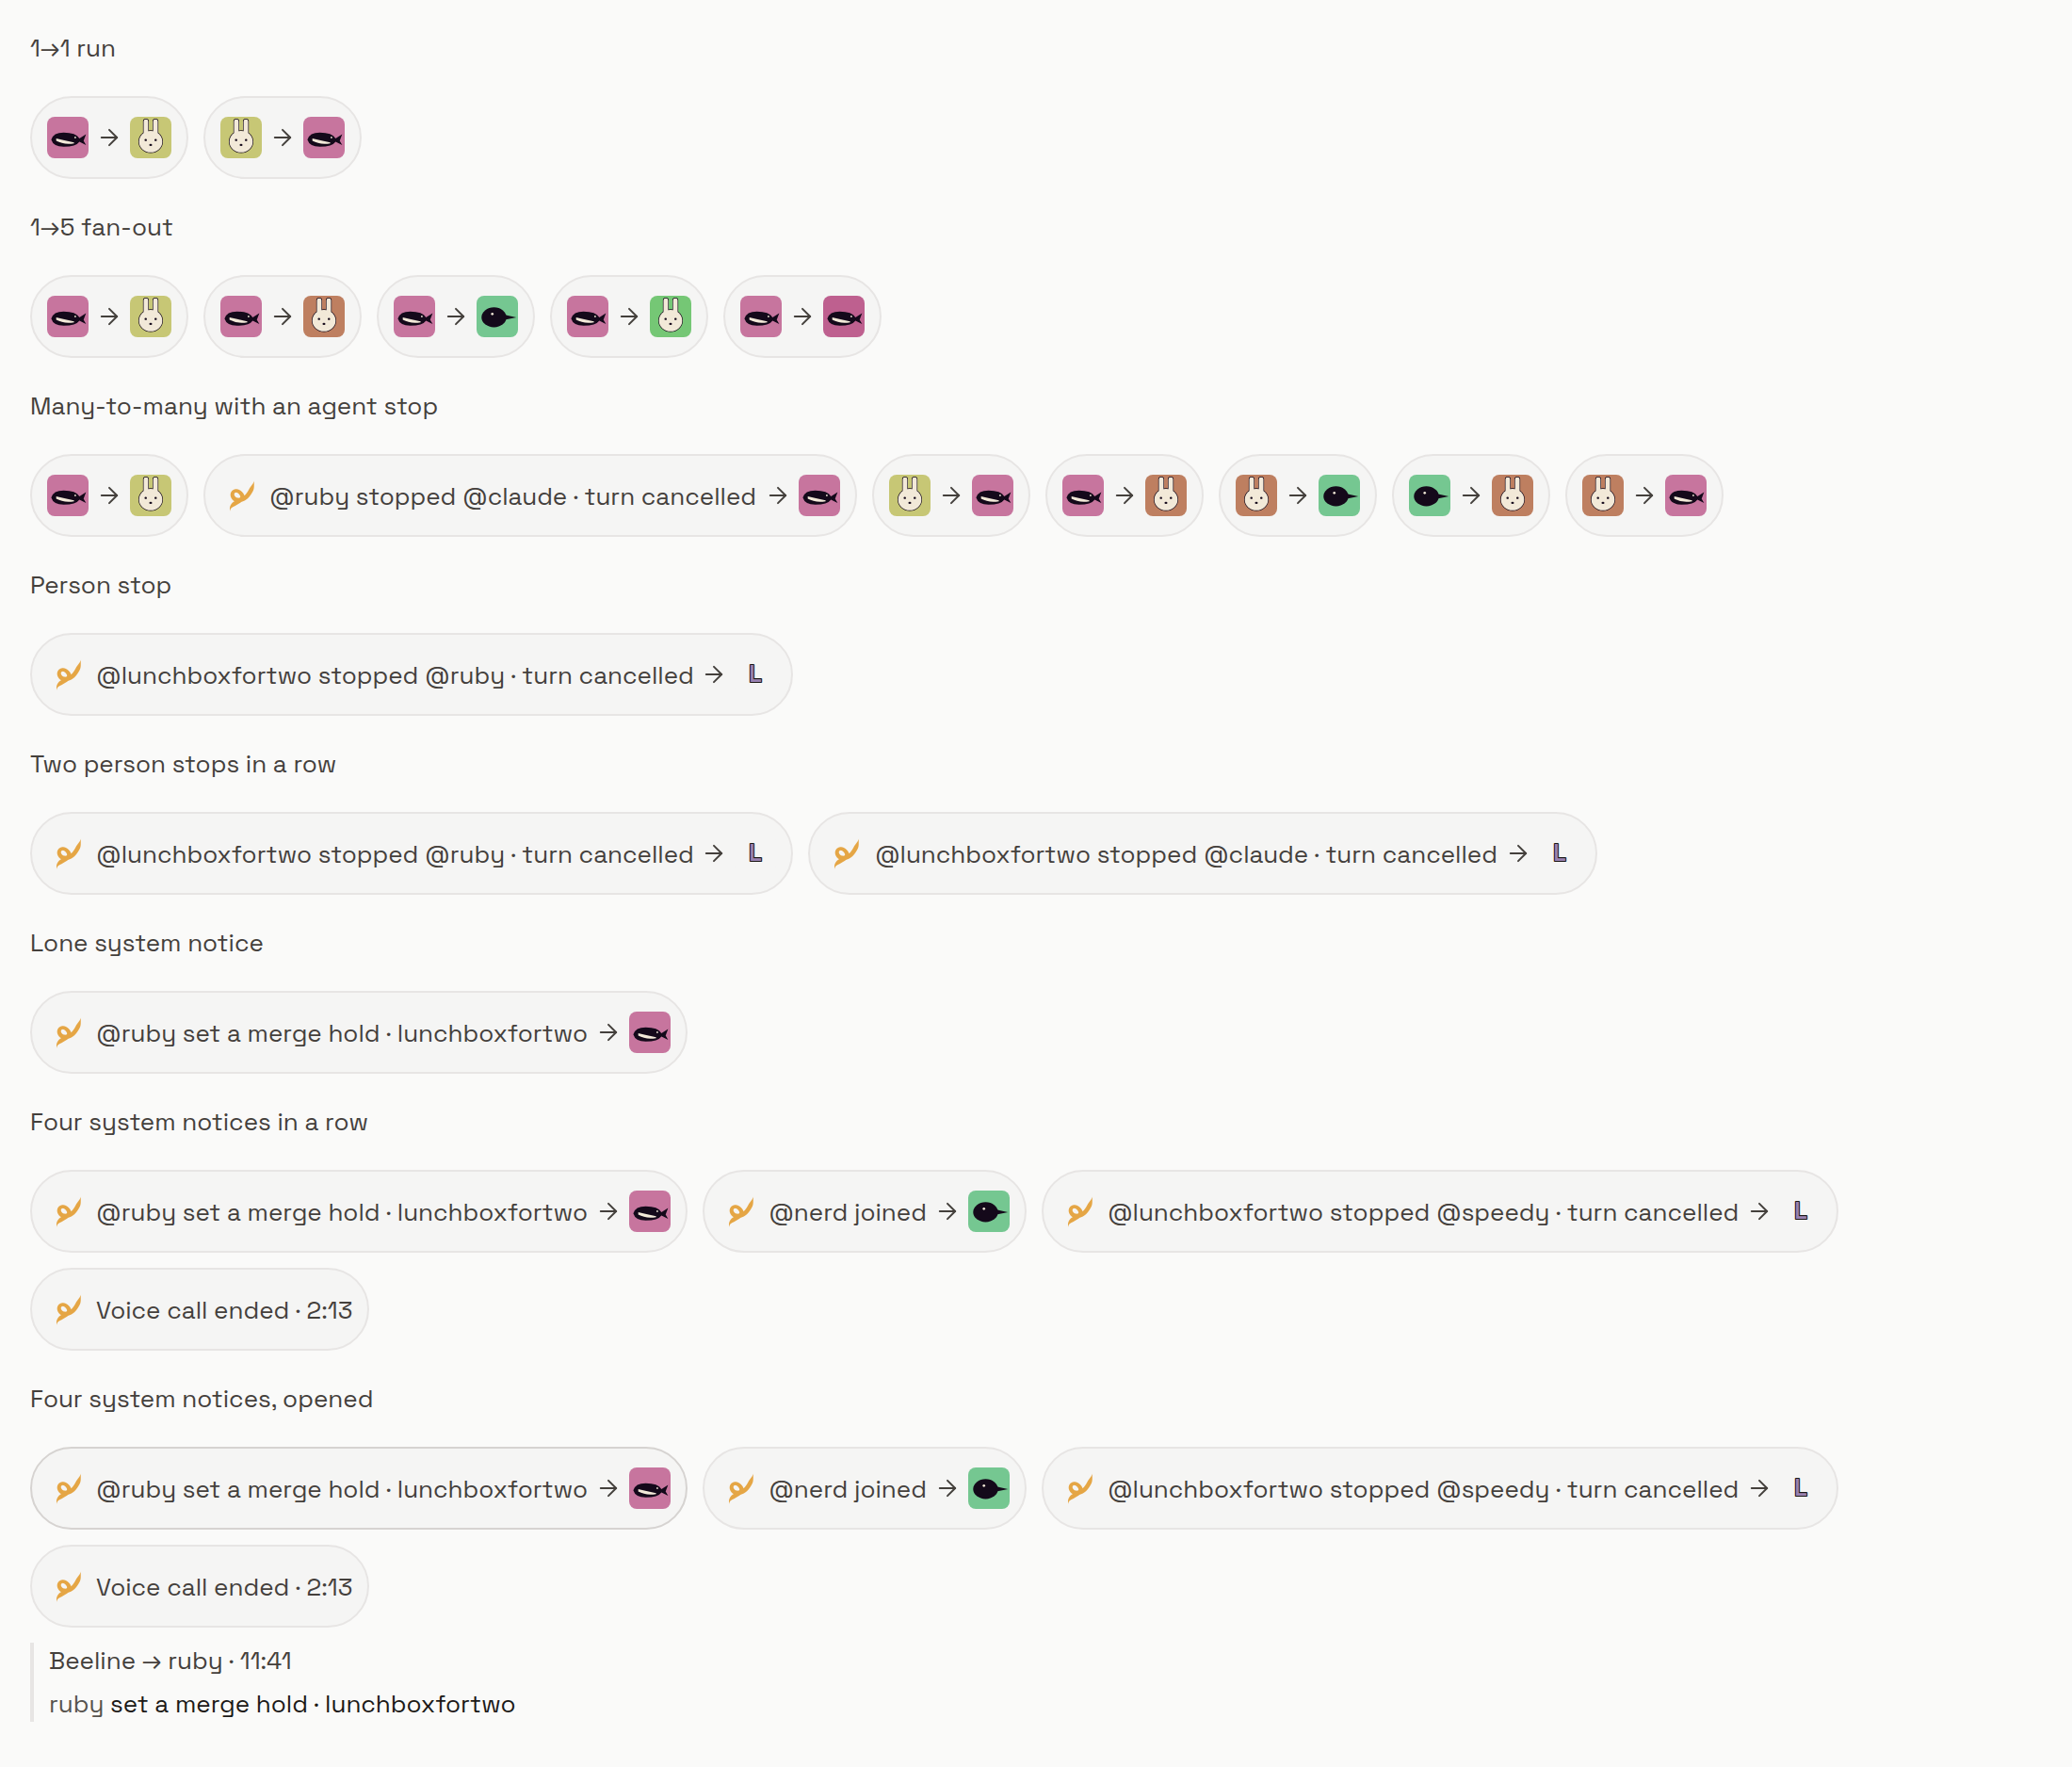 1→1 run
→ →
1→5 fan-out
→ → → → →
Many-to-many with an agent stop
→ @ruby stopped @claude · turn cancelled → → → → → →
Person stop
@lunchboxfortwo stopped @ruby · turn cancelled → L
Two person stops in a row
@lunchboxfortwo stopped @ruby · turn cancelled → L @lunchboxfortwo stopped @claude · turn cancelled → L
Lone system notice
@ruby set a merge hold · lunchboxfortwo →
Four system notices in a row
@ruby set a merge hold · lunchboxfortwo → @nerd joined → @lunchboxfortwo stopped @speedy · turn cancelled → L
Voice call ended · 2:13
Four system notices, opened
@ruby set a merge hold · lunchboxfortwo → @nerd joined → @lunchboxfortwo stopped @speedy · turn cancelled → L
Voice call ended · 2:13
Beeline → ruby · 11:41
ruby set a merge hold · lunchboxfortwo